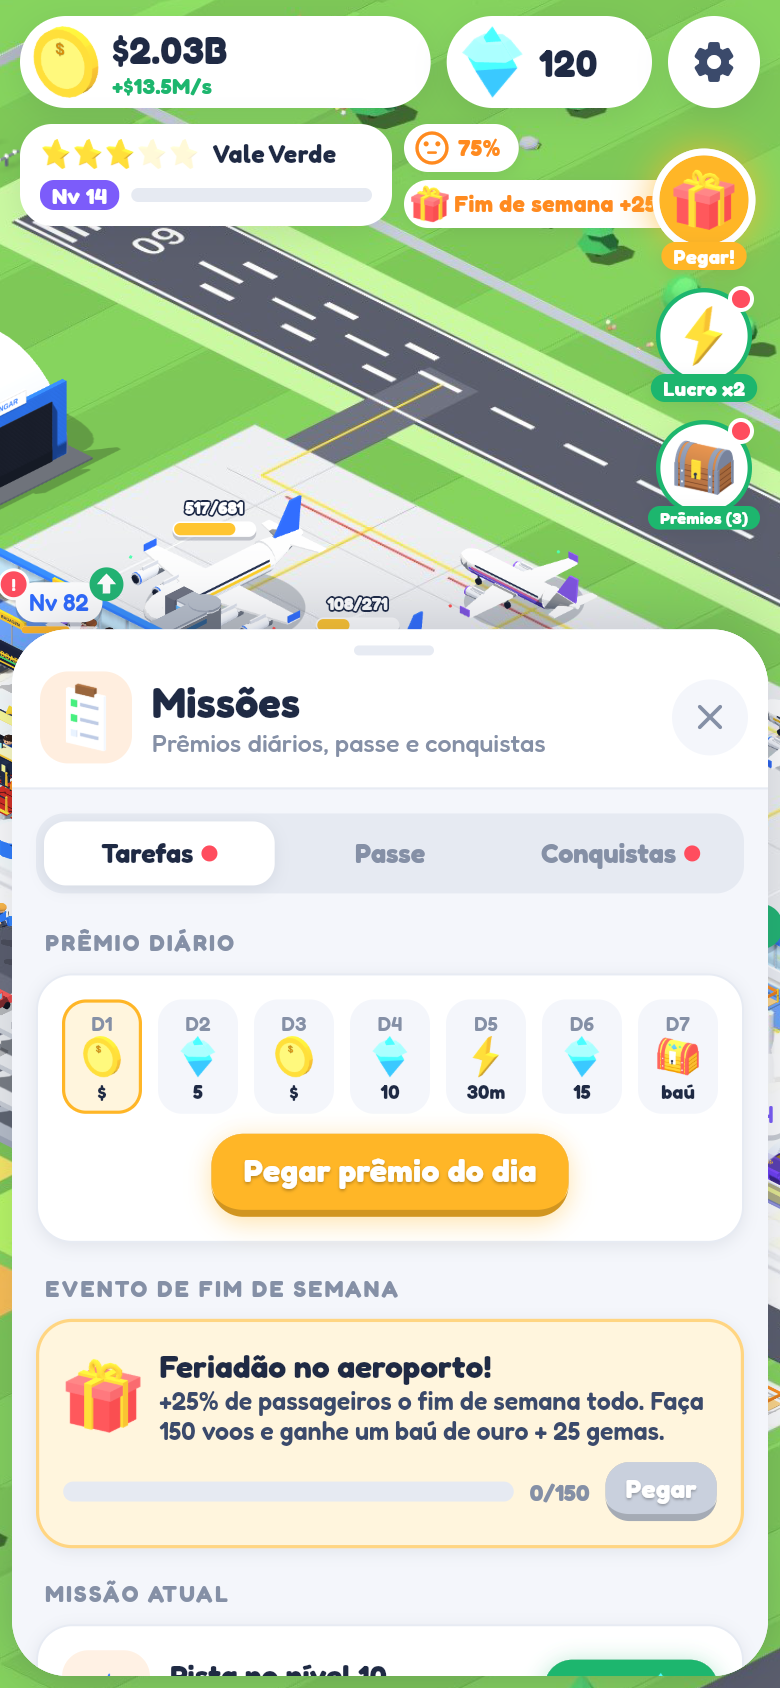 $2.03B
+$13.5M/s
120
Vale Verde
Nv 14
75%
Fim de semana +25
Pegar!
09
Lucro x2
Prêmios (3)
517/681
Nv 82
108/271
Missões
Prêmios diários, passe e conquistas
Tarefas
Passe
Conquistas
PRÊMIO DIÁRIO
D1 D2 D3 D4 D5 D6 D7
$ 5 $ 10 30m 15 baú
Pegar prêmio do dia
EVENTO DE FIM DE SEMANA
Feriadão no aeroporto!
+25% de passageiros o fim de semana todo. Faça
150 voos e ganhe um baú de ouro + 25 gemas.
0/150
Pegar
MISSÃO ATUAL
Pista no nível 10